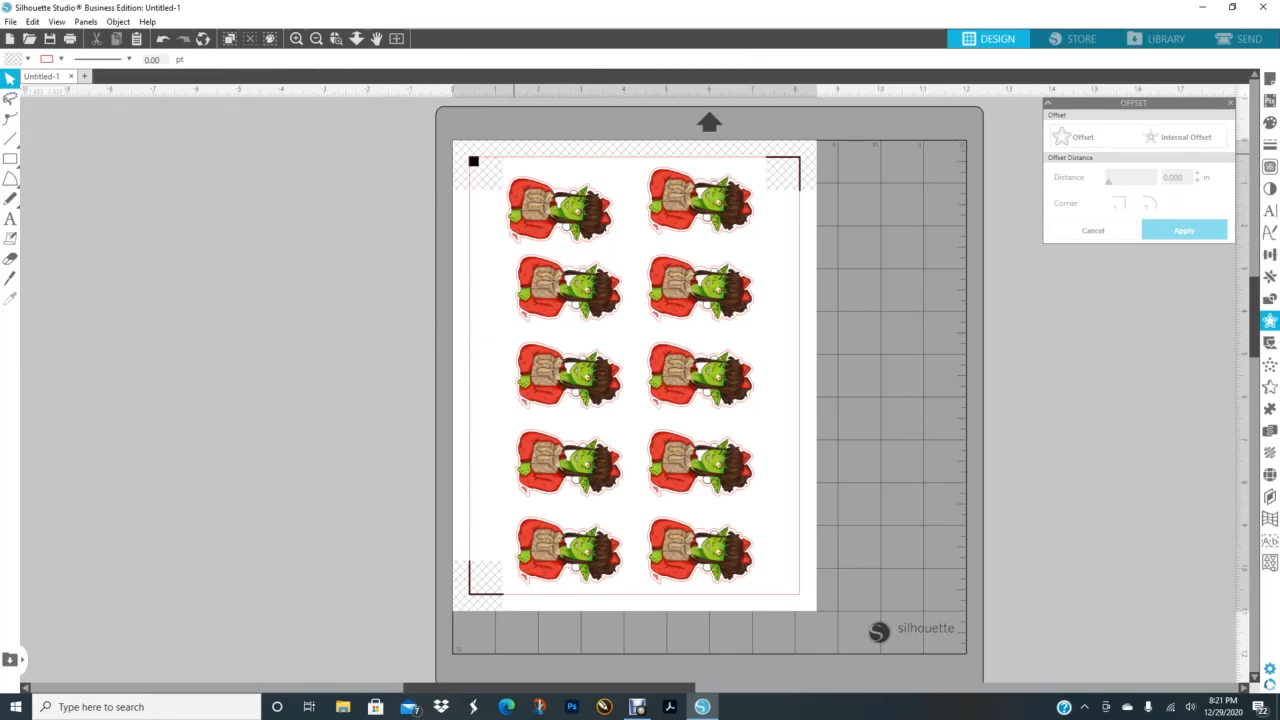 Silhouette Studio® Business Edition: Untitled-1
File Edit View Panels Object Help
DESIGN STORE LIBRARY SEND
0.00 pt
Untitled-1
OFFSET
Offset
Offset Internal Offset
Offset Distance
Distance 0.000 in
Corner
Cancel Apply
silhouette
Type here to search
8:21 PM
12/29/2020
22